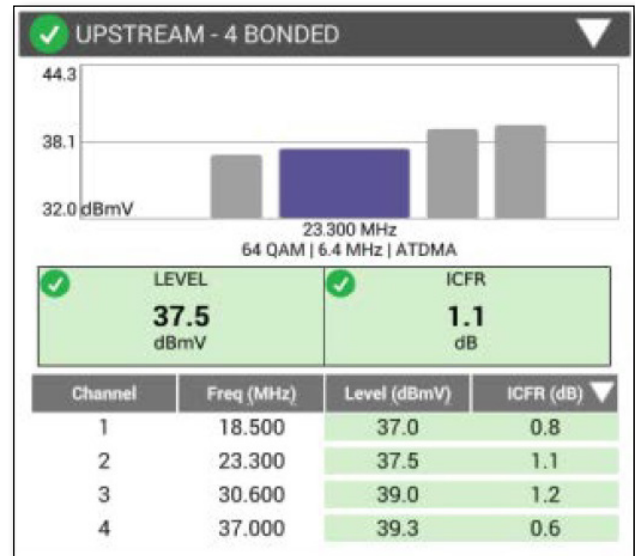 UPSTREAM - 4 BONDED
44.3
38.1
32.0 dBmV
23.300 MHz
64 QAM | 6.4 MHz | ATDMA
LEVEL ICFR
37.5 1.1
dBmV dB
Channel Freq (MHz) Level (dBmV) ICFR (dB)
1 18.500 37.0 0.8
2 23.300 37.5 1.1
3 30.600 39.0 1.2
4 37.000 39.3 0.6